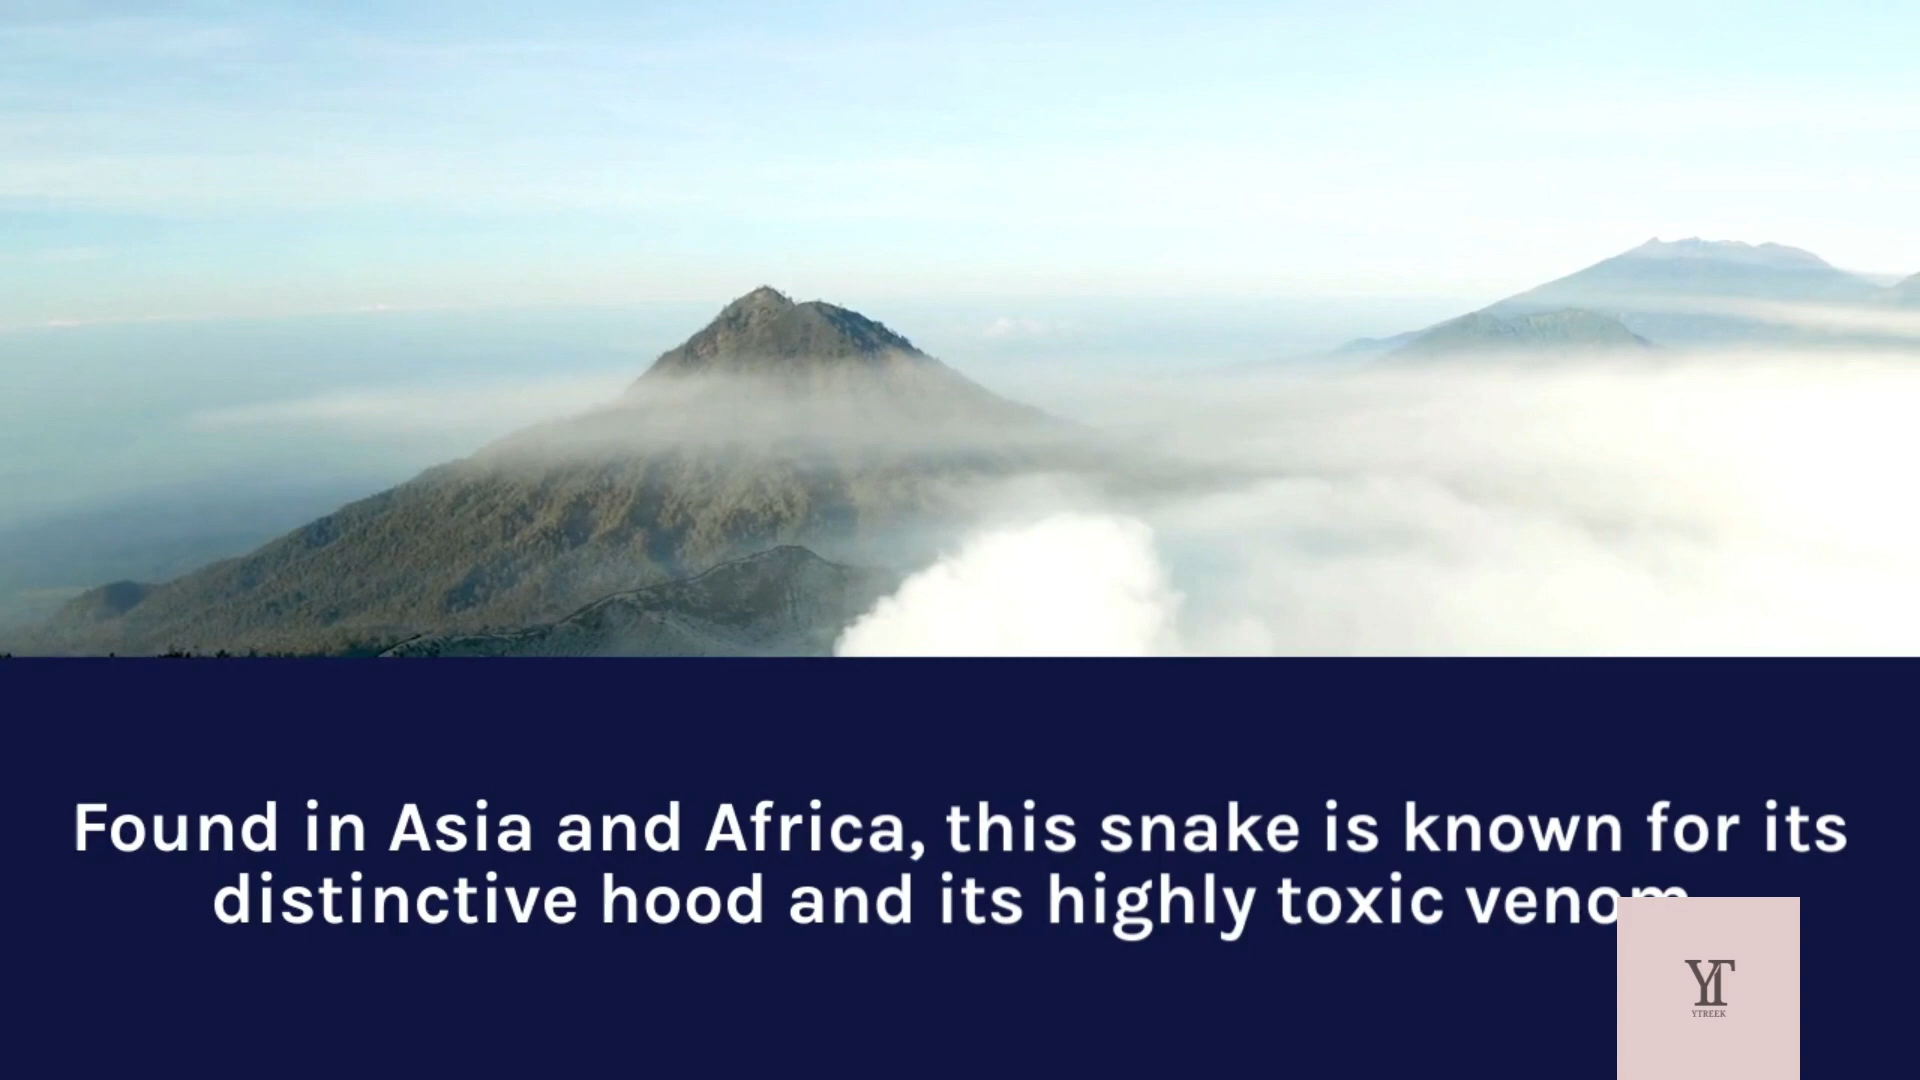 Found in Asia and Africa, this snake is known for its
distinctive hood and its highly toxic venom
YT
YTREEK